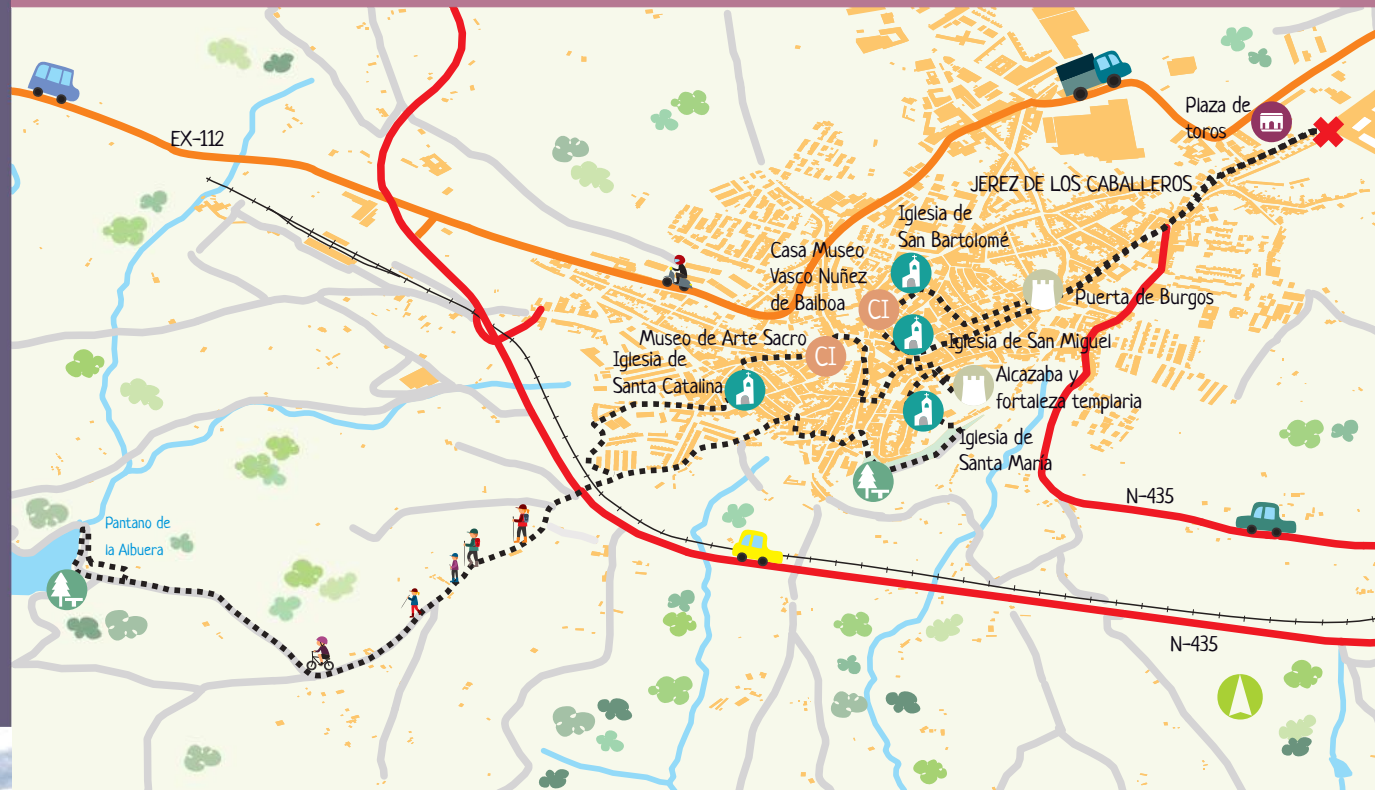 EX-112
Plaza de
toros
JEREZ DE LOS CABALLEROS
Iglesia de
San Bartolomé
Casa Museo
Vasco Nuñez
de Balboa
CI
Puerta de Burgos
Museo de Arte Sacro
CI
Iglesia de San Miguel
Iglesia de
Santa Catalina
Alcazaba y
fortaleza templaria
Iglesia de
Santa María
N-435
Pantano de
la Albuera
N-435